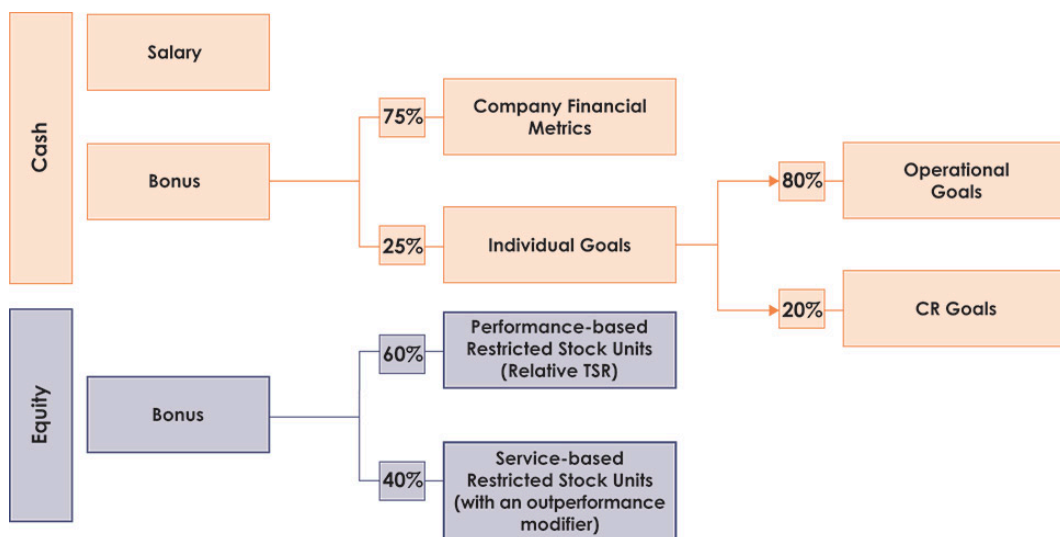 Cash
Salary
Bonus
75%
Company Financial
Metrics
25%
Individual Goals
80%
Operational
Goals
20%
CR Goals
Equity
Bonus
60%
Performance-based
Restricted Stock Units
(Relative TSR)
40%
Service-based
Restricted Stock Units
(with an outperformance
modifier)